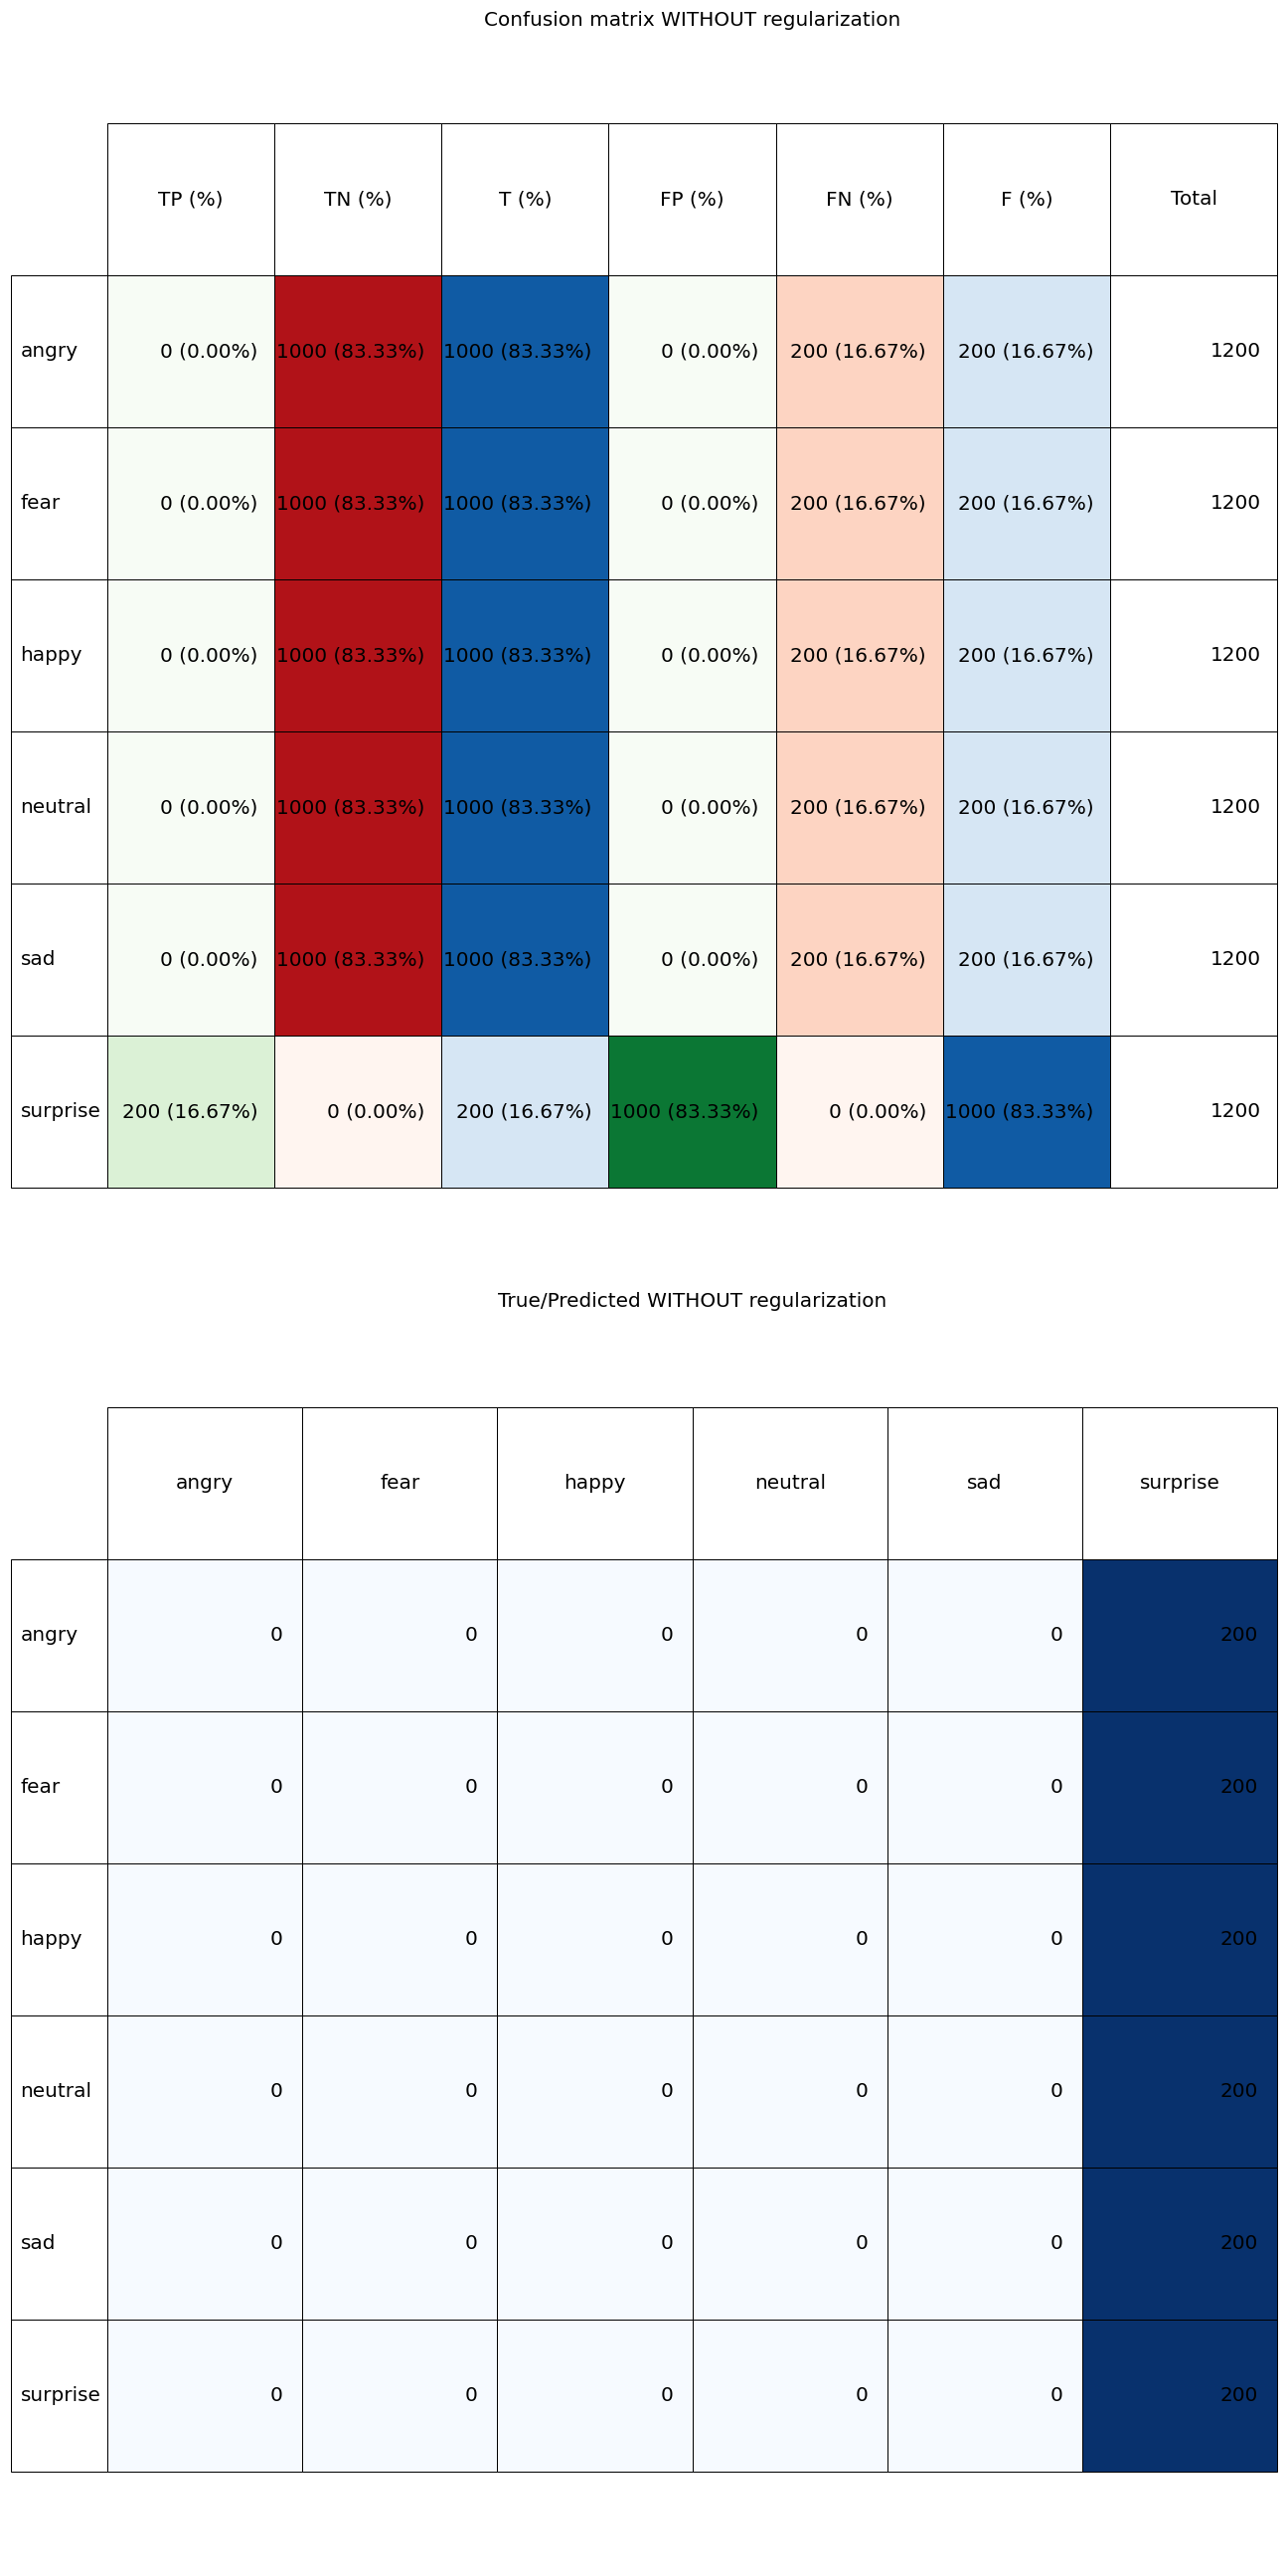 Confusion matrix WITHOUT regularization
TP (%) TN (%) T (%) FP (%) FN (%) F (%) Total
angry 0 (0.00%) 1000 (83.33%) 1000 (83.33%) 0 (0.00%) 200 (16.67%) 200 (16.67%) 1200
fear 0 (0.00%) 1000 (83.33%) 1000 (83.33%) 0 (0.00%) 200 (16.67%) 200 (16.67%) 1200
happy 0 (0.00%) 1000 (83.33%) 1000 (83.33%) 0 (0.00%) 200 (16.67%) 200 (16.67%) 1200
neutral 0 (0.00%) 1000 (83.33%) 1000 (83.33%) 0 (0.00%) 200 (16.67%) 200 (16.67%) 1200
sad 0 (0.00%) 1000 (83.33%) 1000 (83.33%) 0 (0.00%) 200 (16.67%) 200 (16.67%) 1200
surprise 200 (16.67%) 0 (0.00%) 200 (16.67%) 1000 (83.33%) 0 (0.00%) 1000 (83.33%) 1200
True/Predicted WITHOUT regularization
angry fear happy neutral sad surprise
angry 0 0 0 0 0 200
fear 0 0 0 0 0 200
happy 0 0 0 0 0 200
neutral 0 0 0 0 0 200
sad 0 0 0 0 0 200
surprise 0 0 0 0 0 200